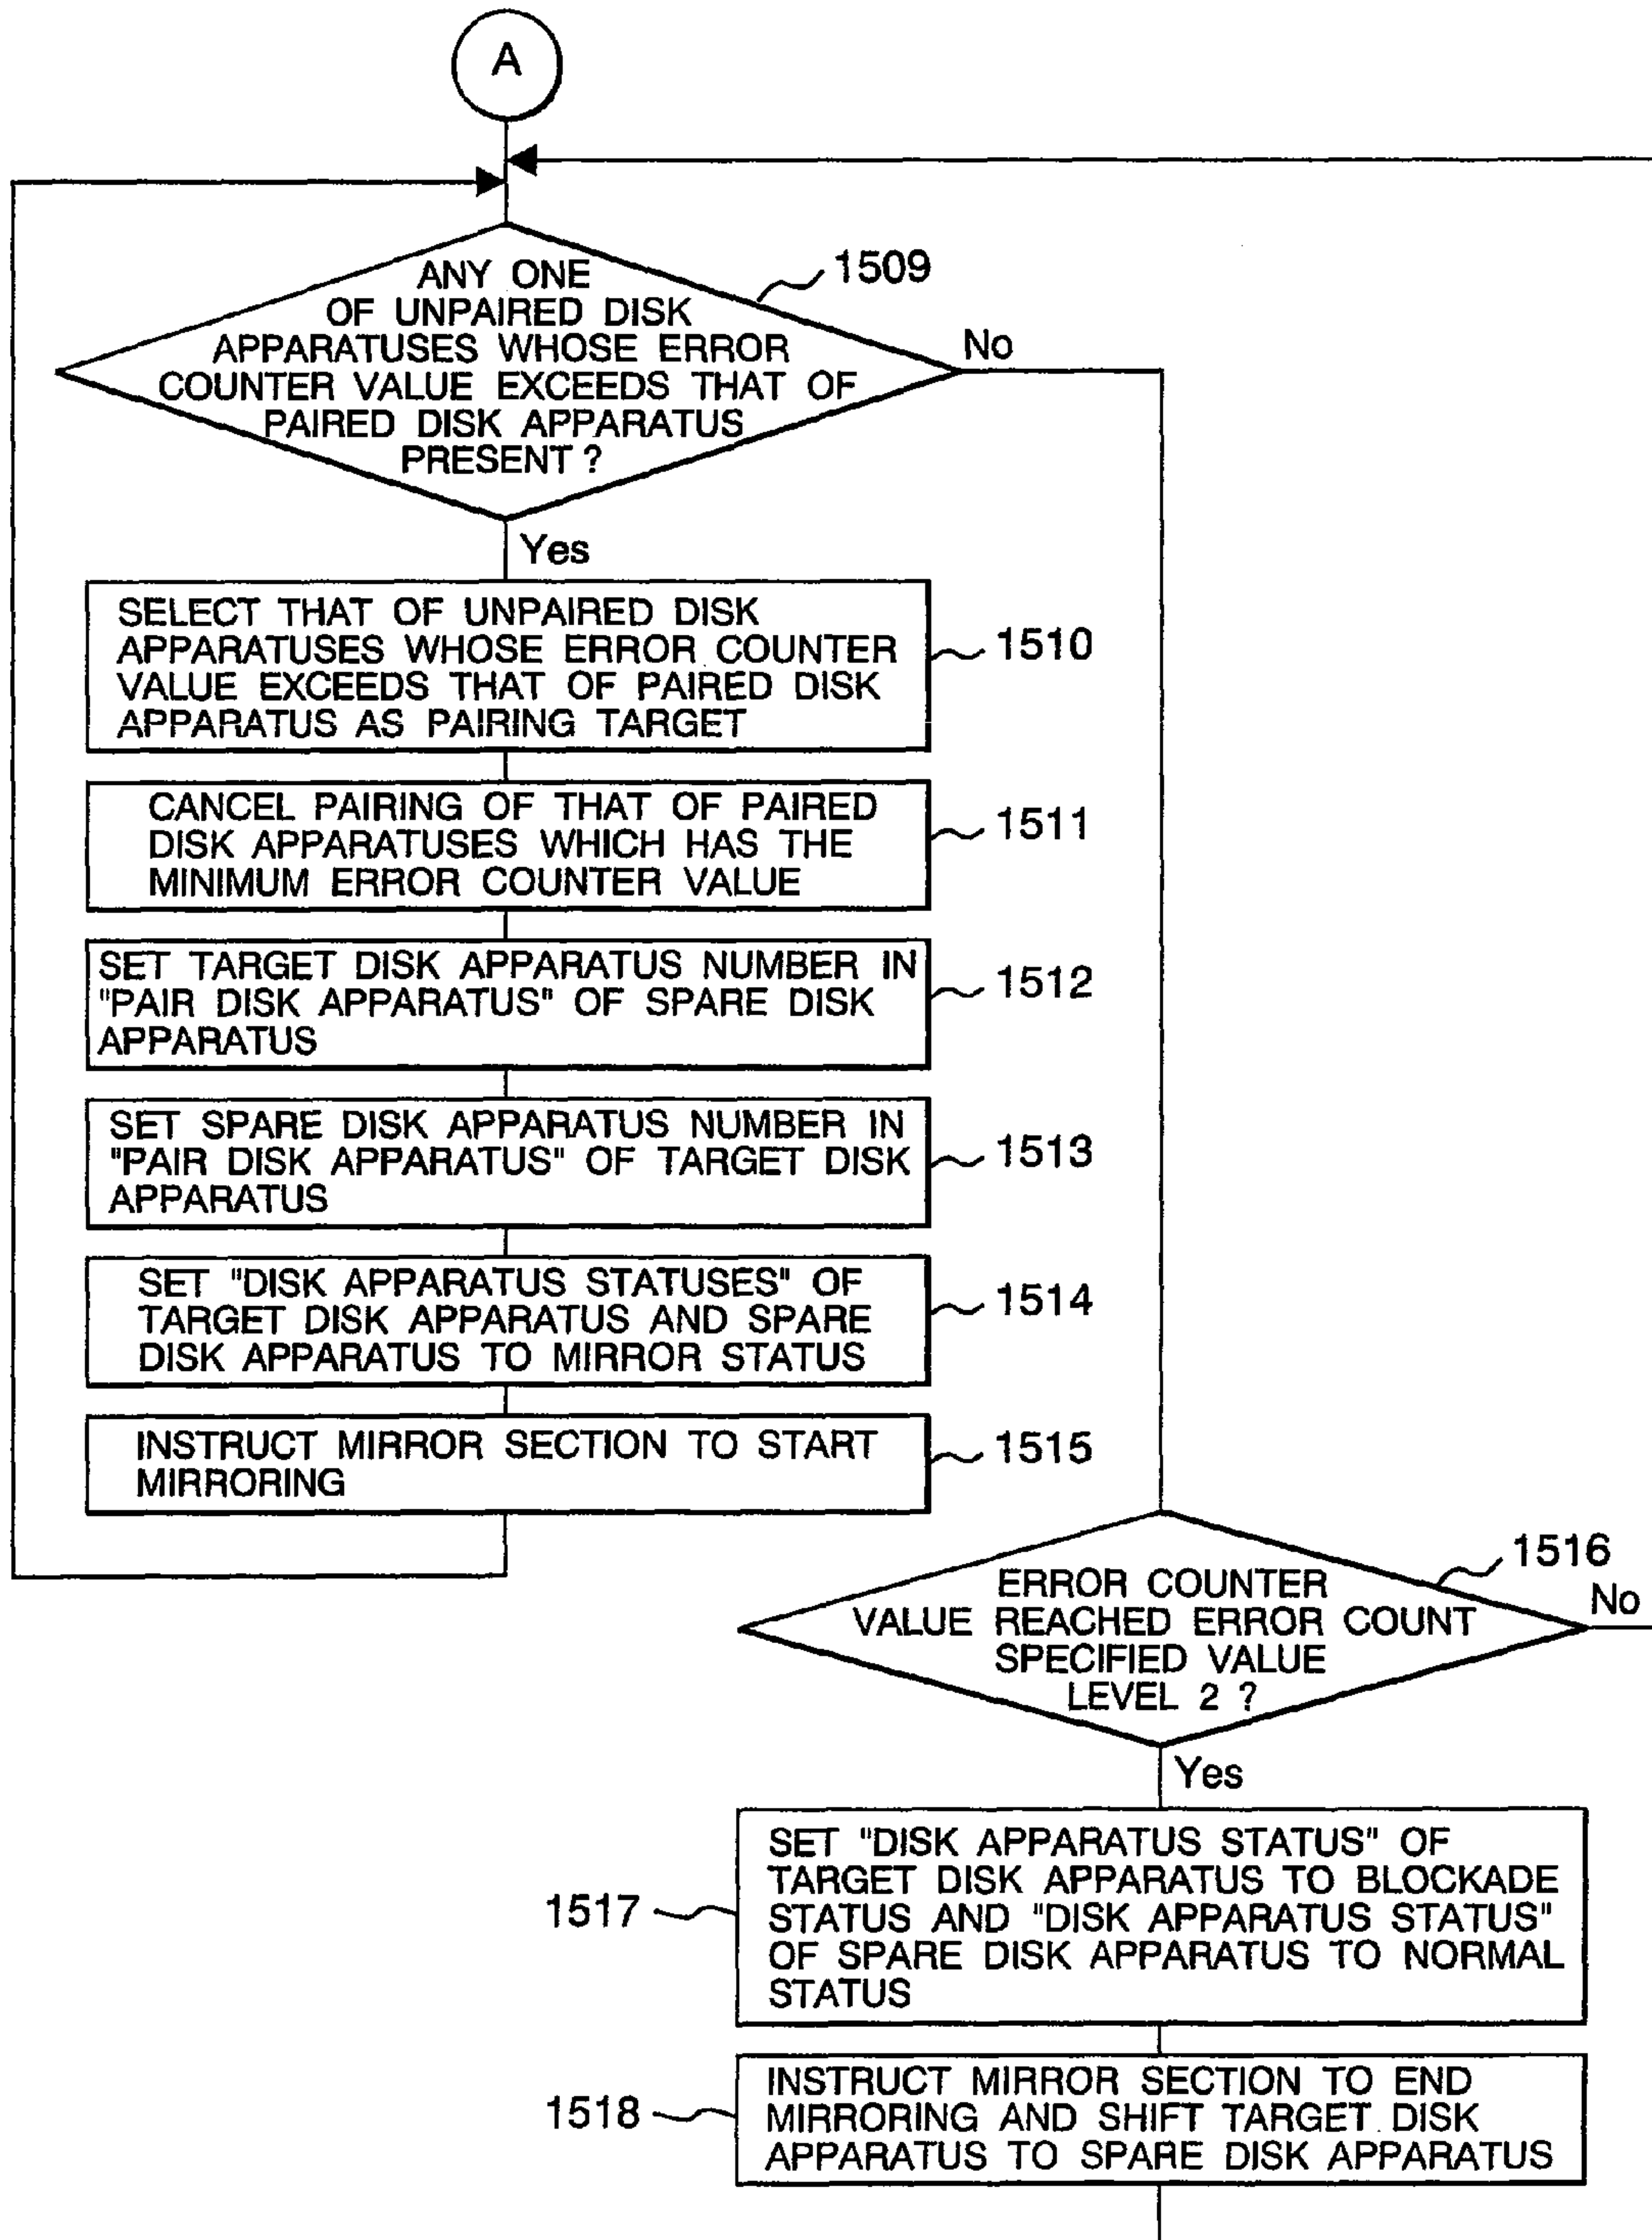 A
ANY ONE
OF UNPAIRED DISK
APPARATUSES WHOSE ERROR
COUNTER VALUE EXCEEDS THAT OF
PAIRED DISK APPARATUS
PRESENT ?
1509
No
Yes
SELECT THAT OF UNPAIRED DISK
APPARATUSES WHOSE ERROR COUNTER
VALUE EXCEEDS THAT OF PAIRED DISK
APPARATUS AS PAIRING TARGET
1510
CANCEL PAIRING OF THAT OF PAIRED
DISK APPARATUSES WHICH HAS THE
MINIMUM ERROR COUNTER VALUE
1511
SET TARGET DISK APPARATUS NUMBER IN
"PAIR DISK APPARATUS" OF SPARE DISK
APPARATUS
1512
SET SPARE DISK APPARATUS NUMBER IN
"PAIR DISK APPARATUS" OF TARGET DISK
APPARATUS
1513
SET "DISK APPARATUS STATUSES" OF
TARGET DISK APPARATUS AND SPARE
DISK APPARATUS TO MIRROR STATUS
1514
INSTRUCT MIRROR SECTION TO START
MIRRORING
1515
ERROR COUNTER
VALUE REACHED ERROR COUNT
SPECIFIED VALUE
LEVEL 2 ?
1516
No
Yes
SET "DISK APPARATUS STATUS" OF
TARGET DISK APPARATUS TO BLOCKADE
STATUS AND "DISK APPARATUS STATUS"
OF SPARE DISK APPARATUS TO NORMAL
STATUS
1517
INSTRUCT MIRROR SECTION TO END
MIRRORING AND SHIFT TARGET DISK
APPARATUS TO SPARE DISK APPARATUS
1518